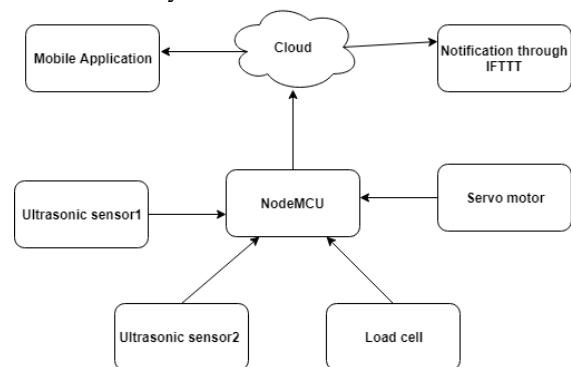 Cloud
Mobile Application
Notification through
IFTTT
NodeMCU
Servo motor
Ultrasonic sensor1
Ultrasonic sensor2
Load cell